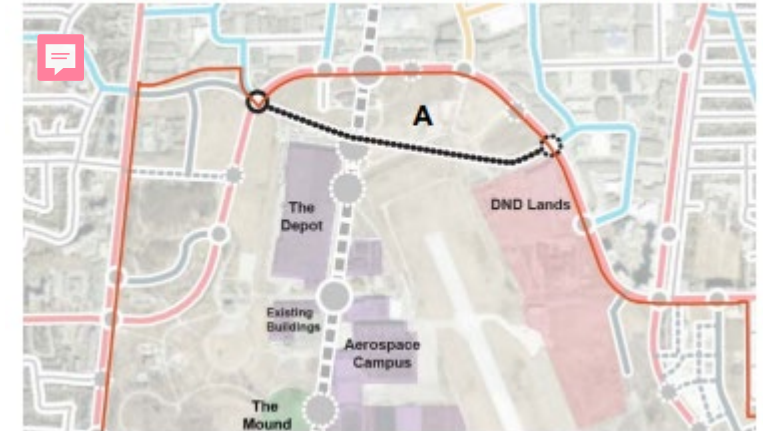 A
DND Lands
The
Depot
Existing
Buildings
Aerospace
Campus
The
Mound